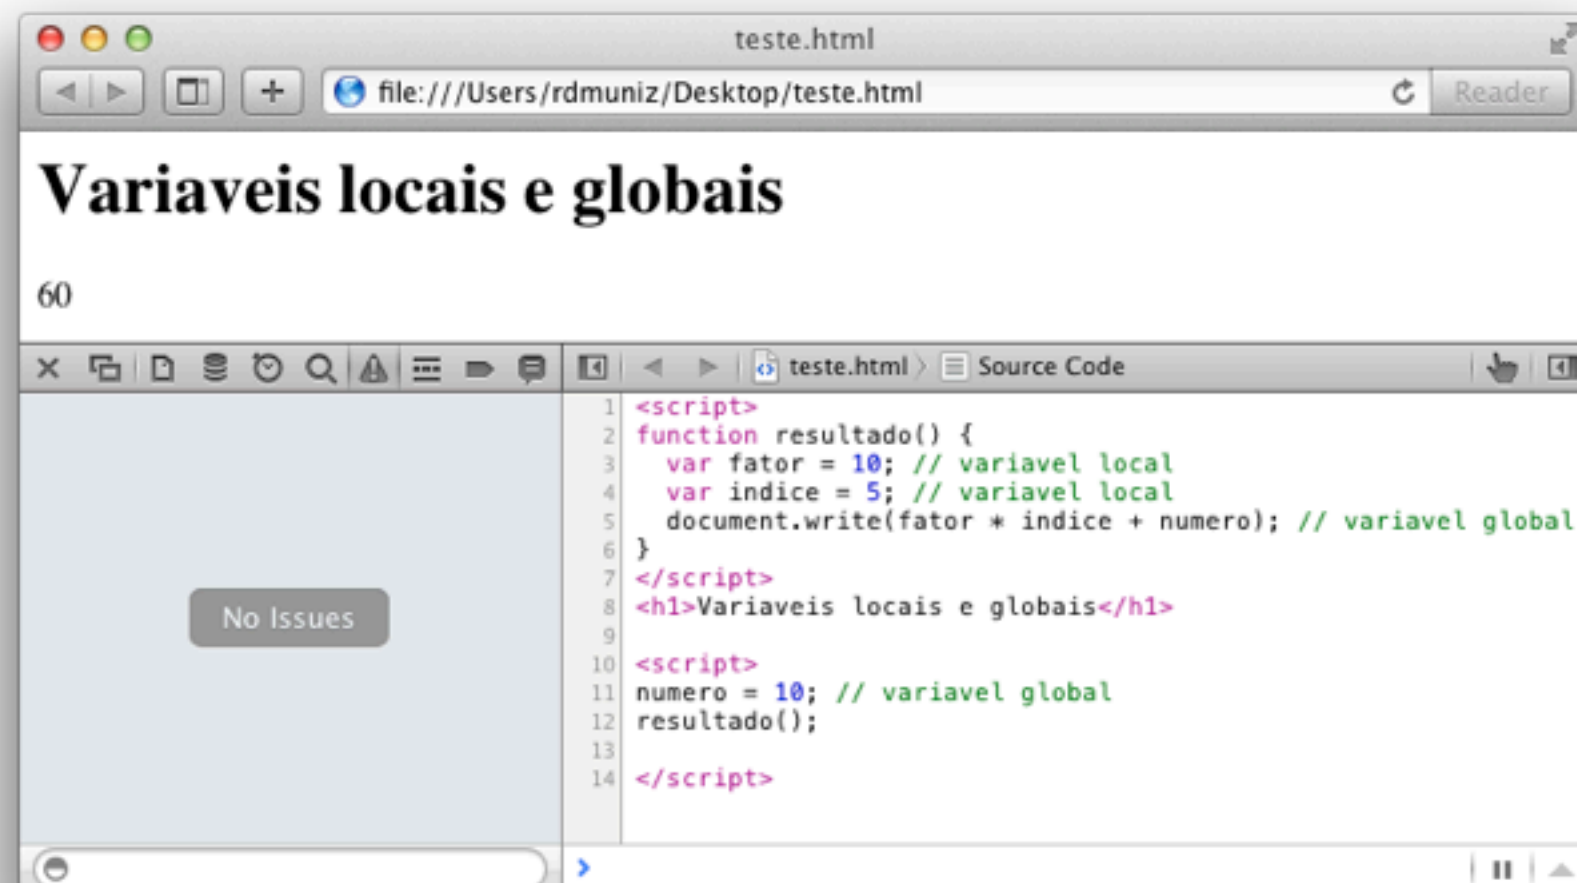 teste.html
file:///Users/rdmuniz/Desktop/teste.html
Reader
Variaveis locais e globais
60
teste.html
Source Code
No Issues
1 <script>
2 function resultado() {
3 var fator = 10; // variavel local
4 var indice = 5; // variavel local
5 document.write(fator * indice + numero); // variavel global
6 }
7 </script>
8 <h1>Variaveis locais e globais</h1>
9
10 <script>
11 numero = 10; // variavel global
12 resultado();
13
14 </script>